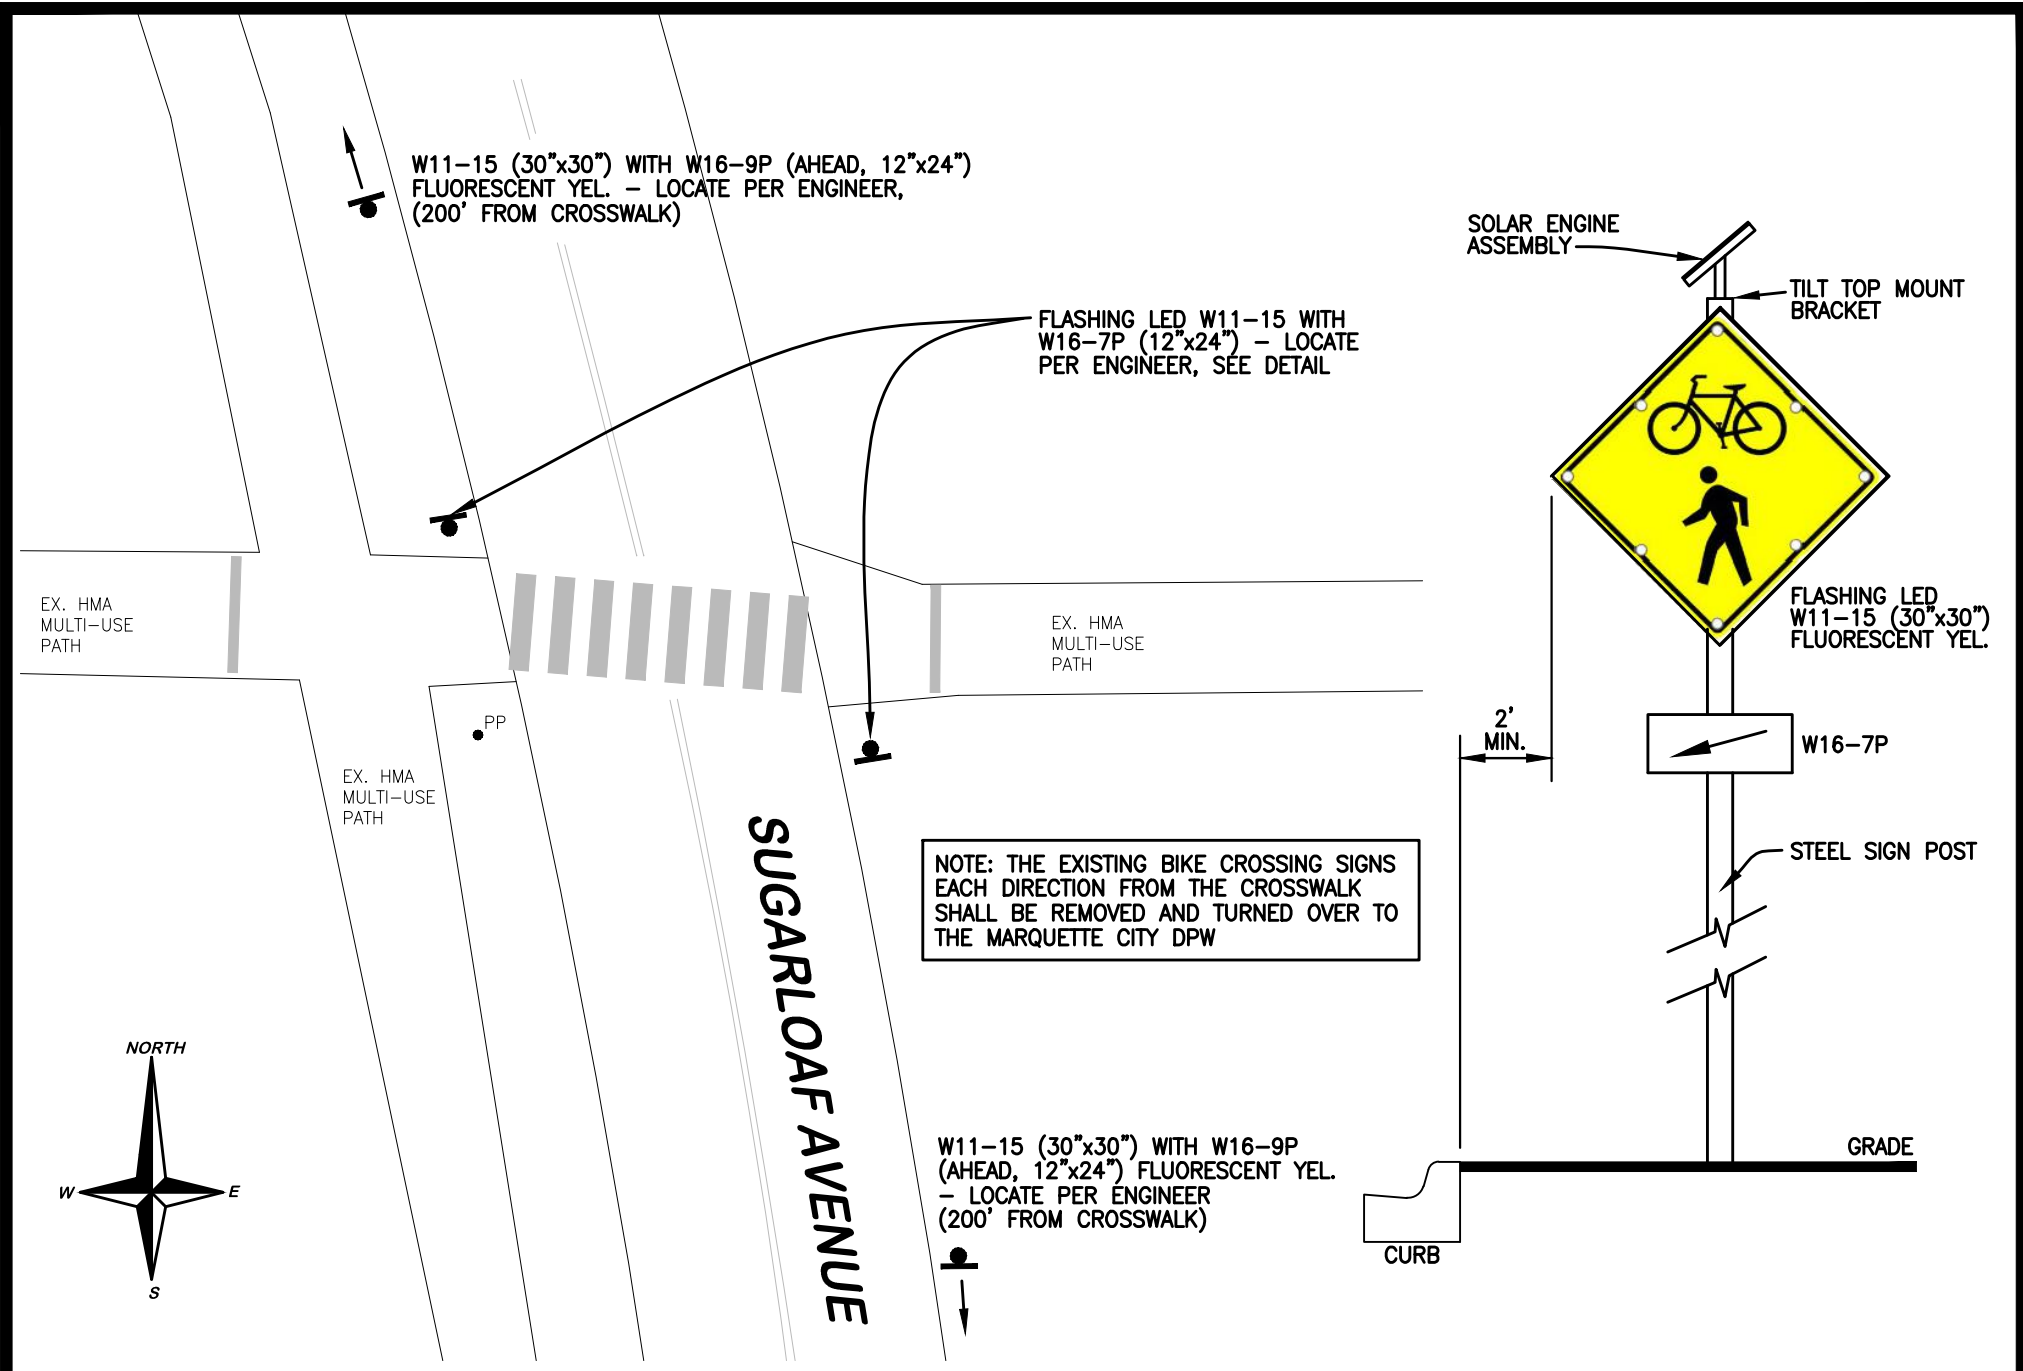 W11-15 (30"x30") WITH W16-9P (AHEAD, 12"x24")
FLUORESCENT YEL. - LOCATE PER ENGINEER,
(200' FROM CROSSWALK)
SOLAR ENGINE
ASSEMBLY
TILT TOP MOUNT
BRACKET
FLASHING LED W11-15 WITH
W16-7P (12"x24") - LOCATE
PER ENGINEER, SEE DETAIL
EX. HMA
MULTI-USE
PATH
EX. HMA
MULTI-USE
PATH
FLASHING LED
W11-15 (30"x30")
FLUORESCENT YEL.
PP
2'
MIN.
W16-7P
EX. HMA
MULTI-USE
PATH
SUGARLOAF AVENUE
NOTE: THE EXISTING BIKE CROSSING SIGNS
EACH DIRECTION FROM THE CROSSWALK
SHALL BE REMOVED AND TURNED OVER TO
THE MARQUETTE CITY DPW
STEEL SIGN POST
NORTH
W
E
S
W11-15 (30"x30") WITH W16-9P
(AHEAD, 12"x24") FLUORESCENT YEL.
- LOCATE PER ENGINEER
(200' FROM CROSSWALK)
GRADE
CURB